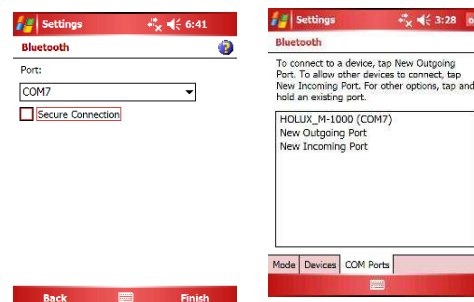 Settings 6:41
Bluetooth
Port:
COM7
Secure Connection
Back Finish
Settings 3:28
Bluetooth
To connect to a device, tap New Outgoing
Port. To allow other devices to connect, tap
New Incoming Port. For other options, tap and
hold an existing port.
HOLUX_M-1000 (COM7)
New Outgoing Port
New Incoming Port
Mode Devices COM Ports